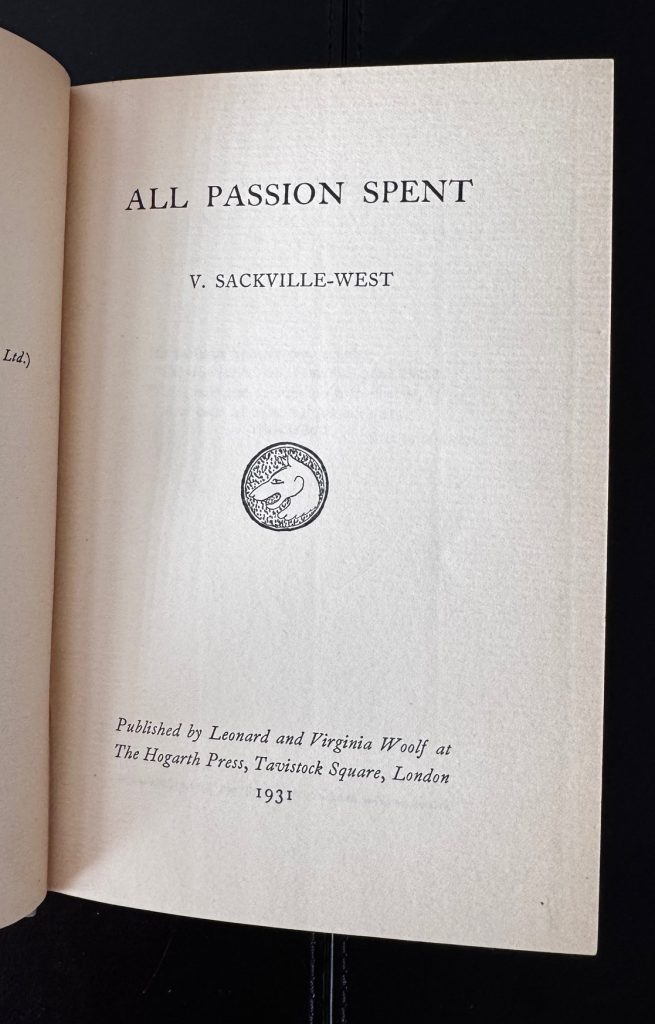 Ltd.)
ALL PASSION SPENT
V. SACKVILLE-WEST
Published by Leonard and Virginia Woolf at
The Hogarth Press, Tavistock Square, London
1931